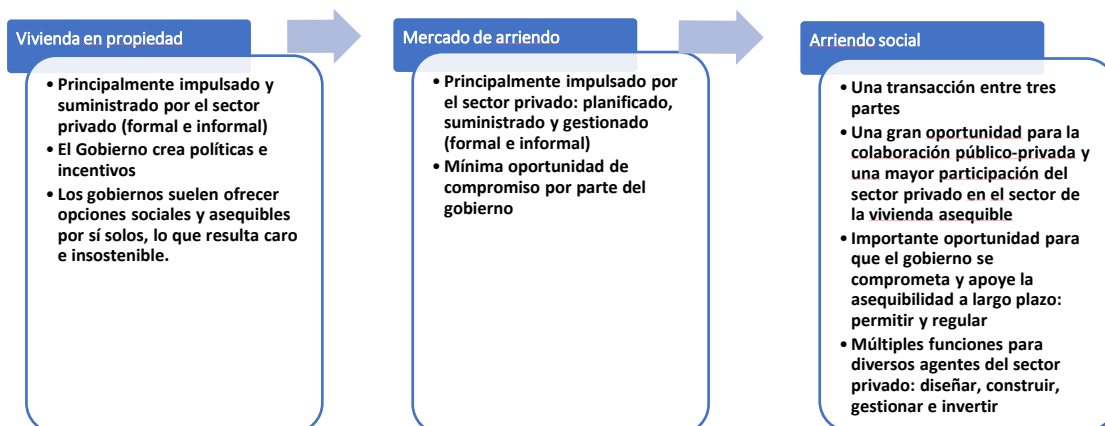 Vivienda en propiedad
• Principalmente impulsado y
suministrado por el sector
privado (formal e informal)
• El Gobierno crea políticas e
incentivos
• Los gobiernos suelen ofrecer
opciones sociales y asequibles
por sí solos, lo que resulta caro
e insostenible.
Mercado de arriendo
• Principalmente impulsado por
el sector privado: planificado,
suministrado y gestionado
(formal e informal)
• Mínima oportunidad de
compromiso por parte del
gobierno
Arriendo social
• Una transacción entre tres
partes
• Una gran oportunidad para la
colaboración público-privada y
una mayor participación del
sector privado en el sector de
la vivienda asequible
• Importante oportunidad para
que el gobierno se
comprometa y apoye la
asequibilidad a largo plazo:
permitir y regular
• Múltiples funciones para
diversos agentes del sector
privado: diseñar, construir,
gestionar e invertir